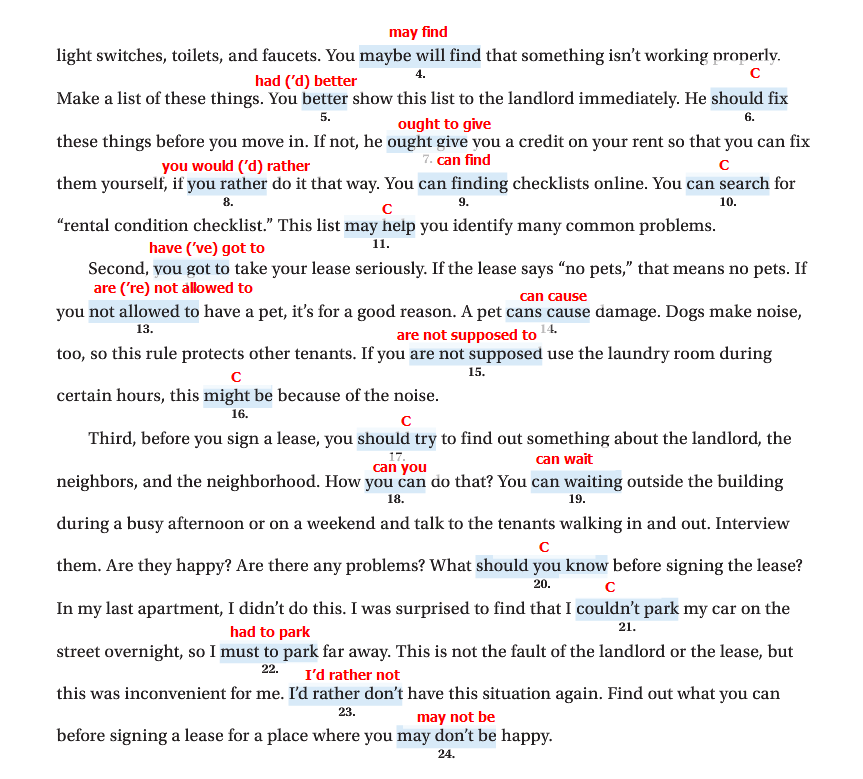 may find
light switches, toilets, and faucets. You maybe will find that something isn't working properly.
4. C
had ('d) better
Make a list of these things. You better show this list to the landlord immediately. He should fix
5. 6.
ought to give
these things before you move in. If not, he ought give you a credit on your rent so that you can fix
7. can find
you would ('d) rather C
them yourself, if you rather do it that way. You can finding checklists online. You can search for
8. 9. 10.
C
"rental condition checklist." This list may help you identify many common problems.
11.
have ('ve) got to
Second, you got to take your lease seriously. If the lease says "no pets," that means no pets. If
are ('re) not allowed to
can cause
you not allowed to have a pet, it's for a good reason. A pet cans cause damage. Dogs make noise,
13. 14.
are not supposed to
too, so this rule protects other tenants. If you are not supposed use the laundry room during
15.
C
certain hours, this might be because of the noise.
16.
C
Third, before you sign a lease, you should try to find out something about the landlord, the
17.
can you can wait
neighbors, and the neighborhood. How you can do that? You can waiting outside the building
18. 19.
during a busy afternoon or on a weekend and talk to the tenants walking in and out. Interview
C
them. Are they happy? Are there any problems? What should you know before signing the lease?
20. C
In my last apartment, I didn't do this. I was surprised to find that I couldn't park my car on the
21.
had to park
street overnight, so I must to park far away. This is not the fault of the landlord or the lease, but
22. I'd rather not
this was inconvenient for me. I'd rather don't have this situation again. Find out what you can
23.
may not be
before signing a lease for a place where you may don't be happy.
24.